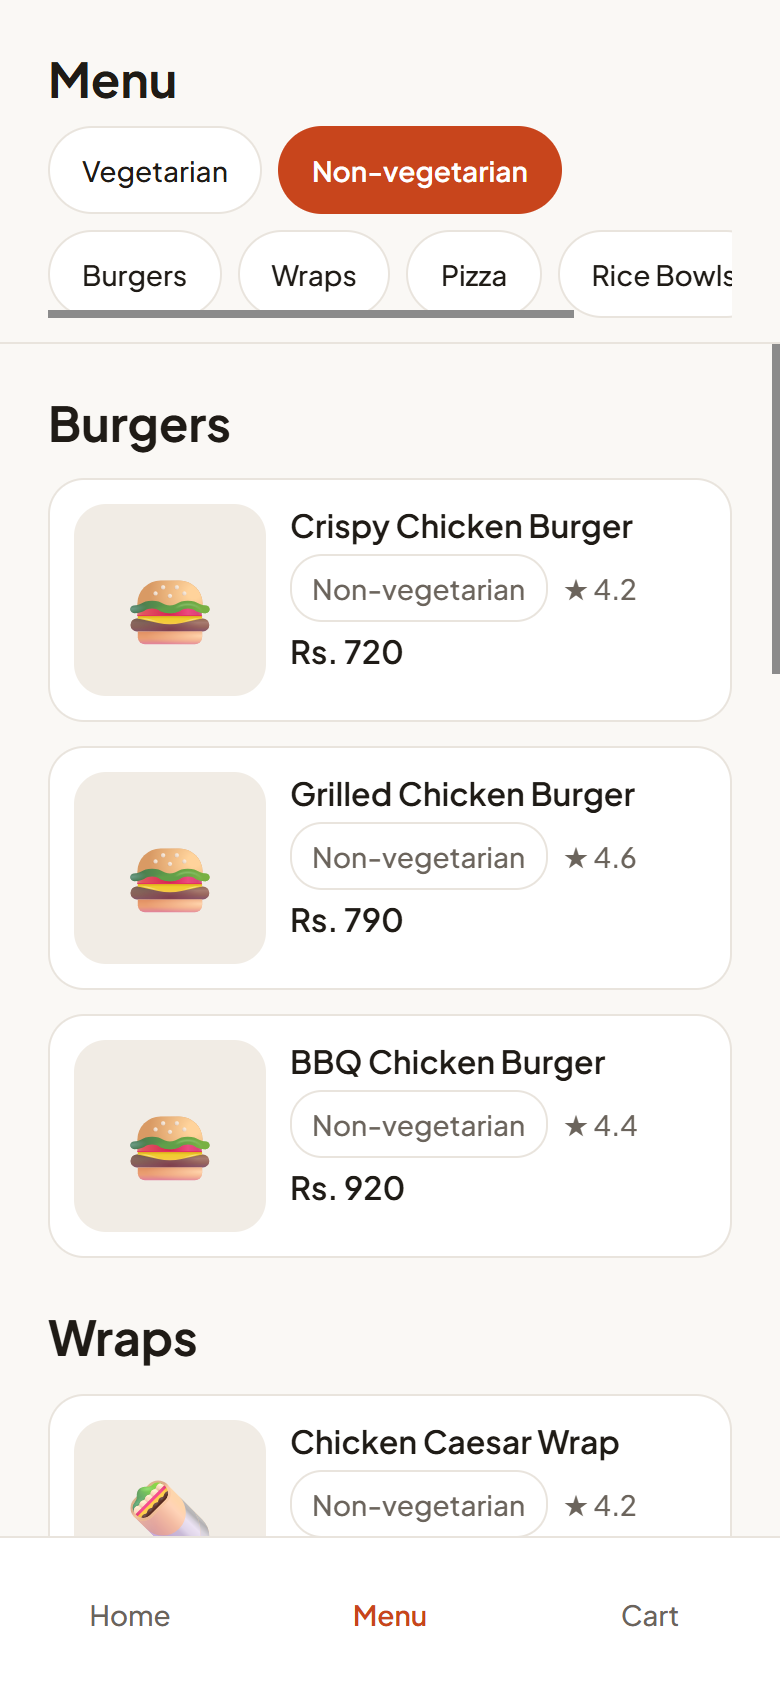 Menu
Vegetarian Non-vegetarian
Burgers Wraps Pizza Rice Bowls
Burgers
Crispy Chicken Burger
Non-vegetarian ★ 4.2
Rs. 720
Grilled Chicken Burger
Non-vegetarian ★ 4.6
Rs. 790
BBQ Chicken Burger
Non-vegetarian ★ 4.4
Rs. 920
Wraps
Chicken Caesar Wrap
Non-vegetarian ★ 4.2
Home Menu Cart